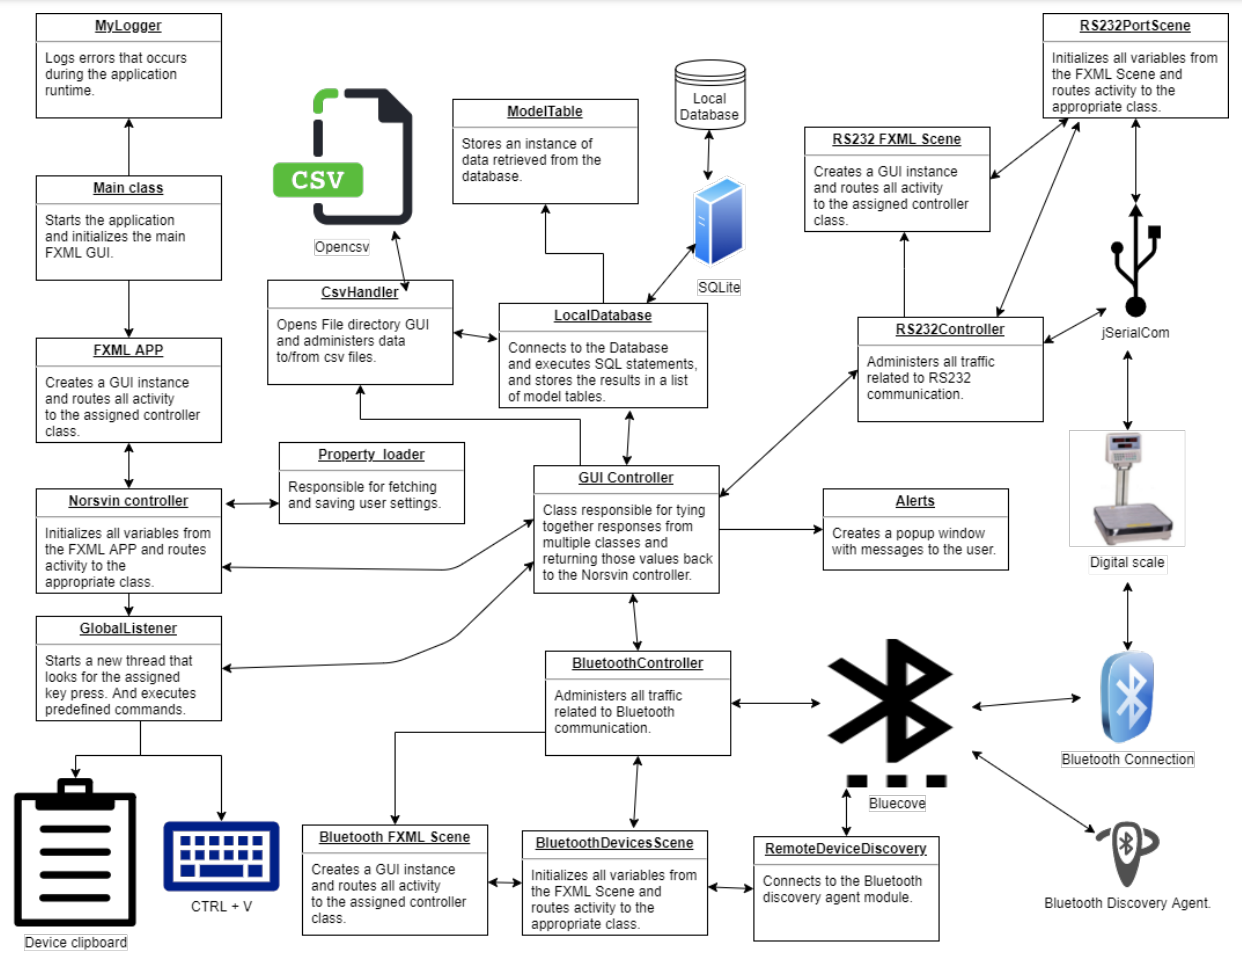 MyLogger
Logs errors that occurs
during the application
runtime.
Main class
Starts the application
and initializes the main
FXML GUI.
FXML APP
Creates a GUI instance
and routes all activity
to the assigned controller
class.
Norsvin controller
Initializes all variables from
the FXML APP and routes
activity to the
appropriate class.
GlobalListener
Starts a new thread that
looks for the assigned
key press. And executes
predefined commands.
Device clipboard
CTRL + V
CSV
Opencsv
CsvHandler
Opens File directory GUI
and administers data
to/from csv files.
Property_loader
Responsible for fetching
and saving user settings.
ModelTable
Stores an instance of
data retrieved from the
database.
Local
Database
SQLite
LocalDatabase
Connects to the Database
and executes SQL statements,
and stores the results in a list
of model tables.
GUI Controller
Class responsible for tying
together responses from
multiple classes and
returning those values back
to the Norsvin controller.
Alerts
Creates a popup window
with messages to the user.
RS232PortScene
Initializes all variables from
the FXML Scene and
routes activity to the
appropriate class.
RS232 FXML Scene
Creates a GUI instance
and routes all activity
to the assigned controller
class.
RS232Controller
Administers all traffic
related to RS232
communication.
jSerialCom
Digital scale
BluetoothController
Administers all traffic
related to Bluetooth
communication.
Bluecove
Bluetooth Connection
Bluetooth Discovery Agent.
Bluetooth FXML Scene
Creates a GUI instance
and routes all activity
to the assigned controller
class.
BluetoothDevicesScene
Initializes all variables from
the FXML Scene and
routes activity to the
appropriate class.
RemoteDeviceDiscovery
Connects to the Bluetooth
discovery agent module.